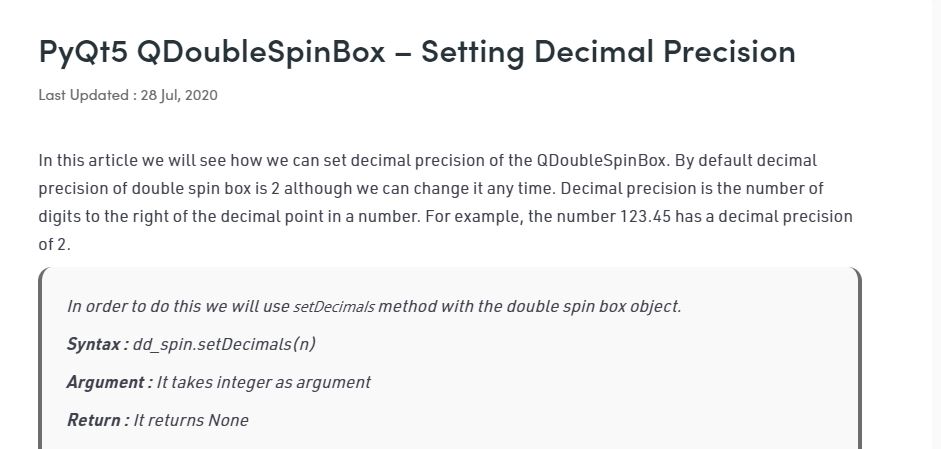 PyQt5 QDoubleSpinBox – Setting Decimal Precision
Last Updated : 28 Jul, 2020
In this article we will see how we can set decimal precision of the QDoubleSpinBox. By default decimal
precision of double spin box is 2 although we can change it any time. Decimal precision is the number of
digits to the right of the decimal point in a number. For example, the number 123.45 has a decimal precision
of 2.
In order to do this we will use setDecimals method with the double spin box object.
Syntax : dd_spin.setDecimals(n)
Argument : It takes integer as argument
Return : It returns None